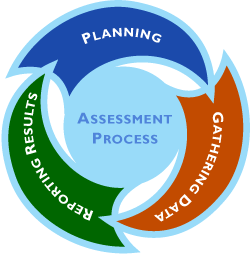 PLANNING
ASSESSMENT
PROCESS
GATHERING DATA
REPORTING RESULTS